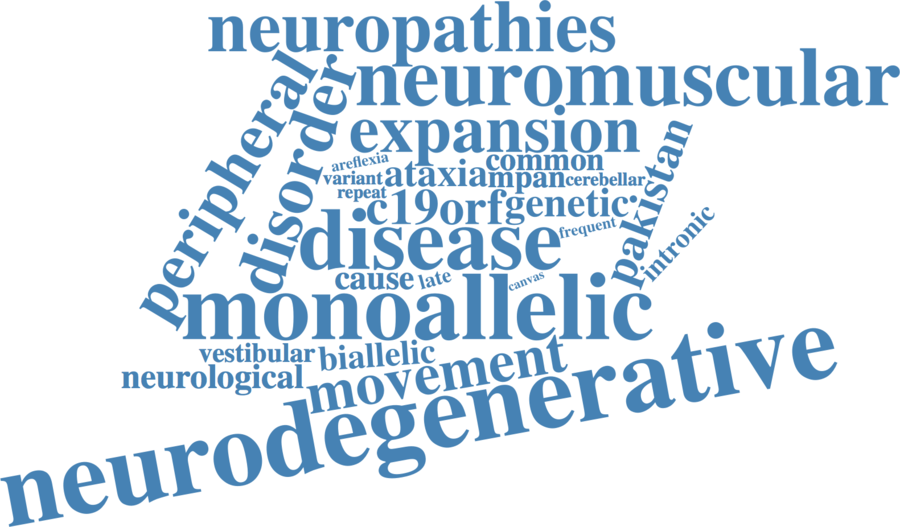 neuropathies
neuromuscular
peripheral
disorder
expansion
areflexia
common
variant
ataxia
mpan
cerebellar
repeat
c19orf
genetic
pakistan
disease
frequent
intronic
cause
late
canvas
monoallelic
vestibular
biallelic
neurological
movement
neurodegenerative